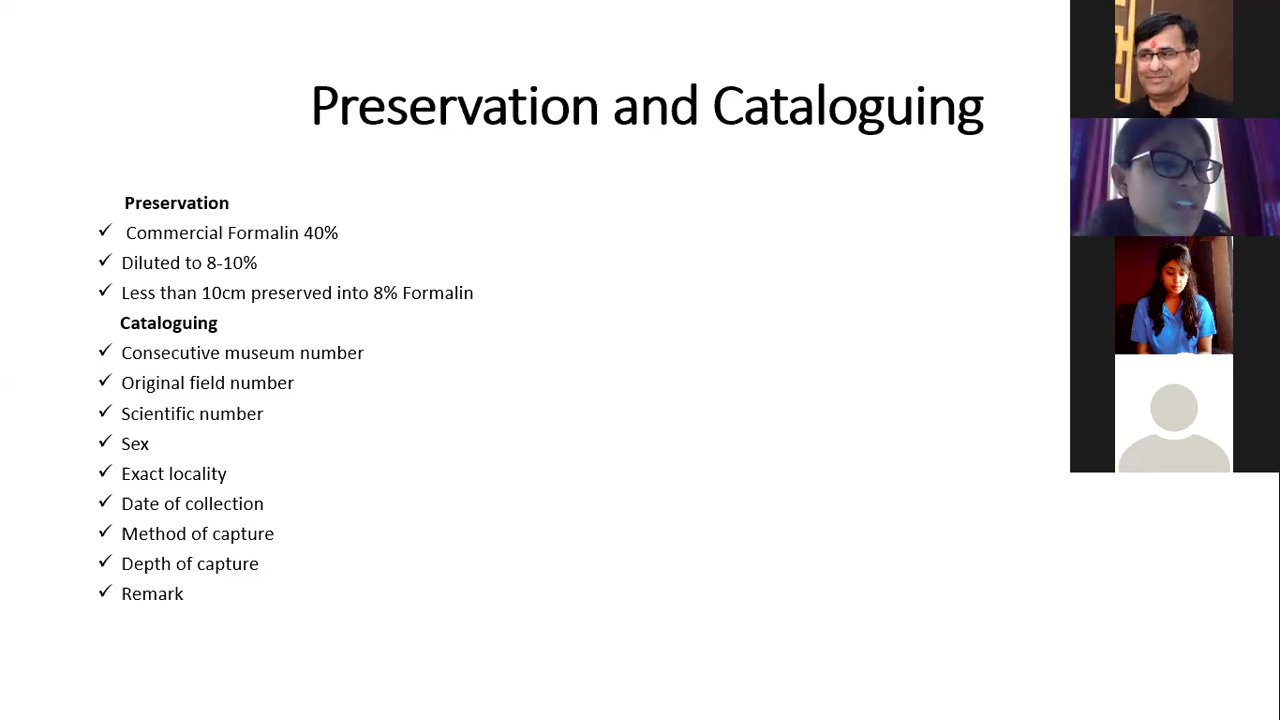 Preservation and Cataloguing
Preservation
Commercial Formalin 40%
Diluted to 8-10%
Less than 10cm preserved into 8% Formalin
Cataloguing
Consecutive museum number
Original field number
Scientific number
Sex
Exact locality
Date of collection
Method of capture
Depth of capture
Remark